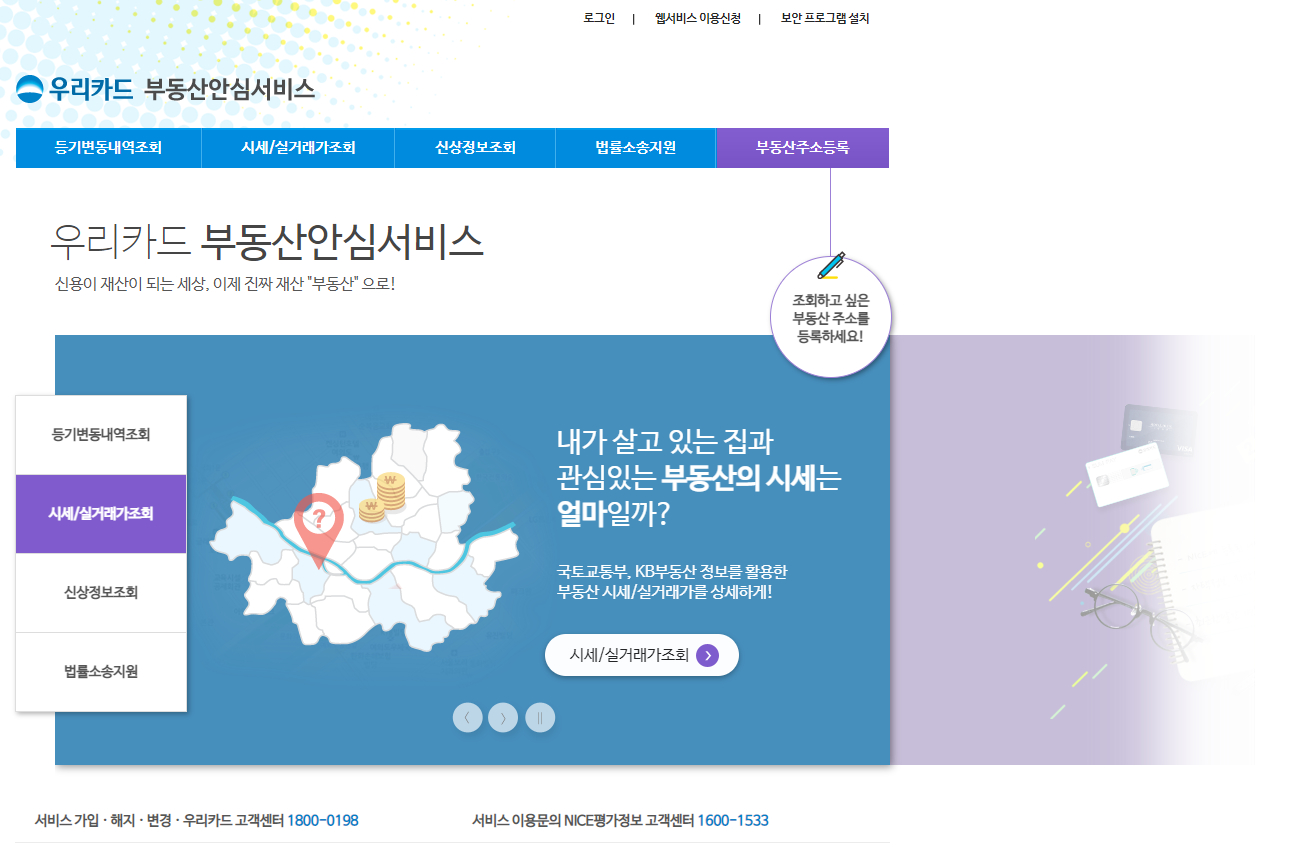 로그인 | 웹서비스 이용신청 | 보안 프로그램 설치
우리카드 부동산안심서비스
등기변동내역조회 시세/실거래가조회 신상정보조회 법률소송지원 부동산주소등록
우리카드 부동산안심서비스
신용이 재산이 되는 세상, 이제 진짜 재산 "부동산" 으로!
조회하고 싶은
부동산 주소를
등록하세요!
등기변동내역조회
시세/실거래가조회
신상정보조회
법률소송지원
내가 살고 있는 집과
관심있는 부동산의 시세는
얼마일까?
국토교통부, KB부동산 정보를 활용한
부동산 시세/실거래가를 상세하게!
시세/실거래가조회
서비스 가입 · 해지 · 변경 · 우리카드 고객센터 1800-0198
서비스 이용문의 NICE평가정보 고객센터 1600-1533